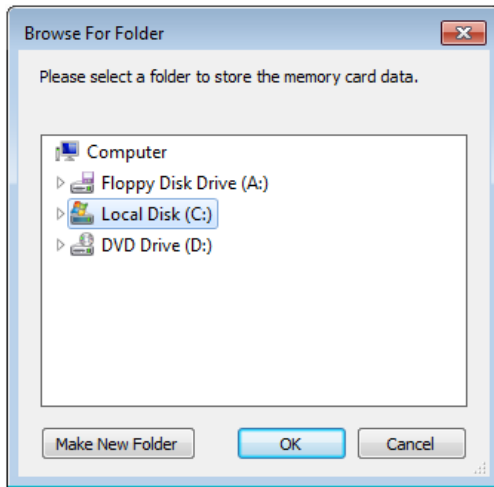 Browse For Folder
Please select a folder to store the memory card data.
Computer
Floppy Disk Drive (A:)
Local Disk (C:)
DVD Drive (D:)
Make New Folder
OK
Cancel